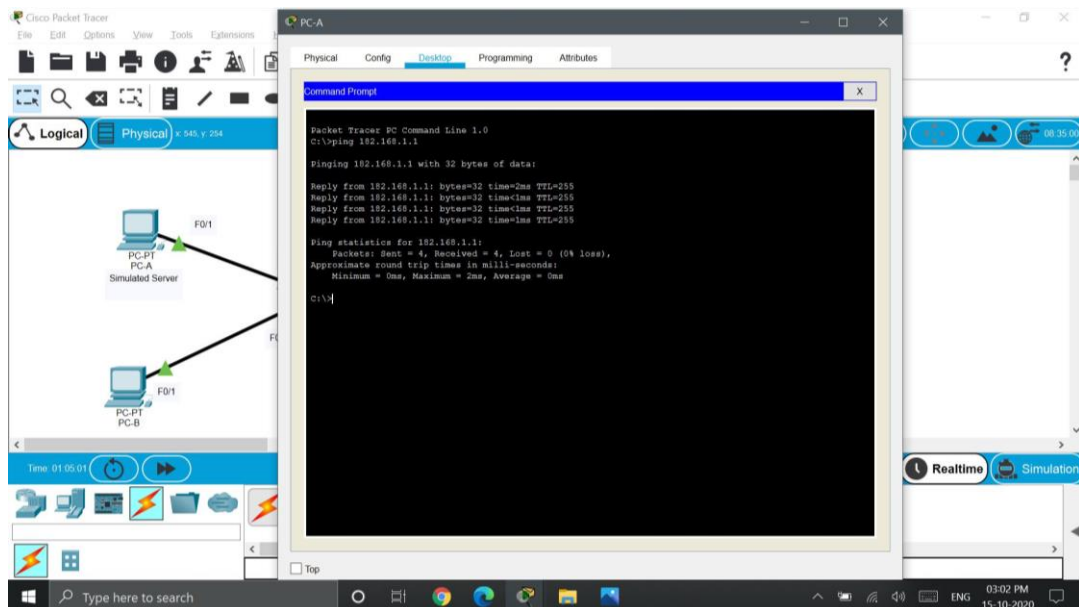 Cisco Packet Tracer
File Edit Options View Tools Extensions
PC-A
Physical Config Desktop Programming Attributes
?
Command Prompt
X
Logical
Physical
x: 545, y: 254
08:35:00
Packet Tracer PC Command Line 1.0
C:\>ping 182.168.1.1
Pinging 182.168.1.1 with 32 bytes of data:
Reply from 182.168.1.1: bytes=32 time=2ms TTL=255
Reply from 182.168.1.1: bytes=32 time<1ms TTL=255
Reply from 182.168.1.1: bytes=32 time<1ms TTL=255
Reply from 182.168.1.1: bytes=32 time=1ms TTL=255
Ping statistics for 182.168.1.1:
Packets: Sent = 4, Received = 4, Lost = 0 (0% loss),
Approximate round trip times in milli-seconds:
Minimum = 0ms, Maximum = 2ms, Average = 0ms
C:\>
F0/1
PC-PT
PC-A
Simulated Server
F0/1
PC-PT
PC-B
Time: 01:05:01
Realtime
Simulation
Top
Type here to search
ENG
03:02 PM
15-10-2020